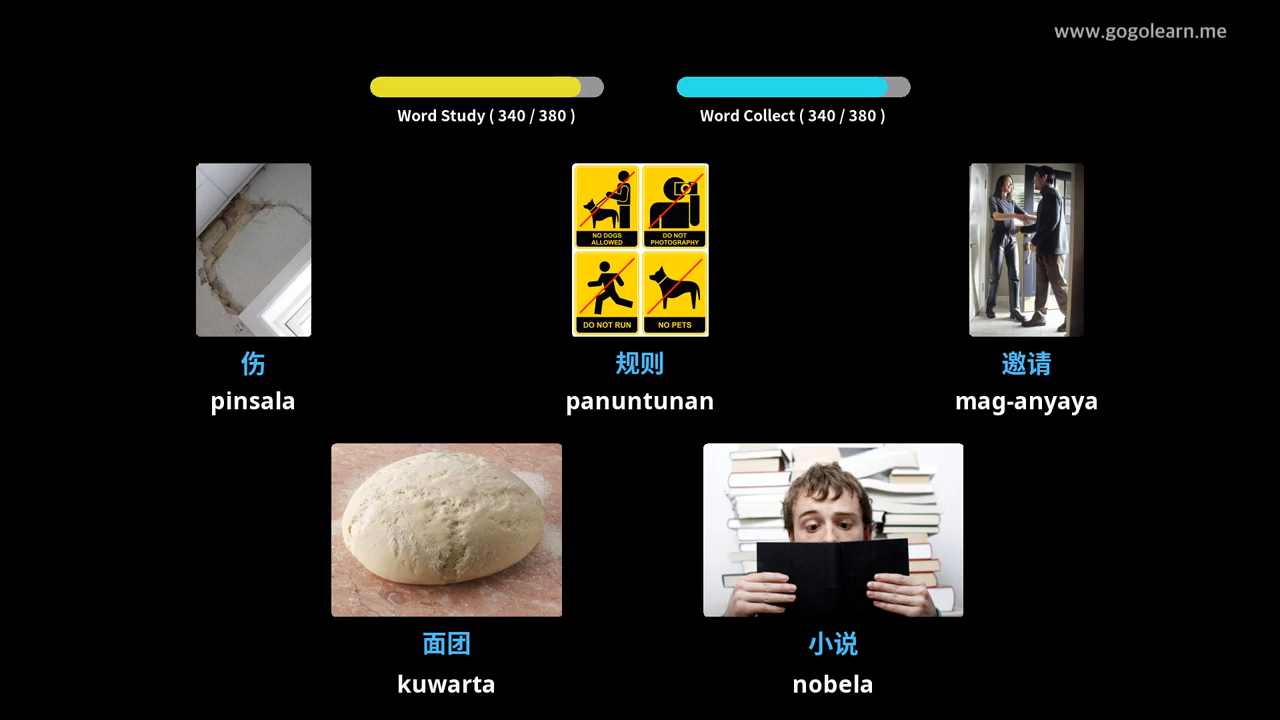 www.gogolearn.me
Word Study ( 340 / 380 )
Word Collect ( 340 / 380 )
NO DOGS
ALLOWED
DO NOT
PHOTOGRAPHY
DO NOT RUN
NO PETS
伤
规则
邀请
pinsala
panuntunan
mag-anyaya
面团
小说
kuwarta
nobela